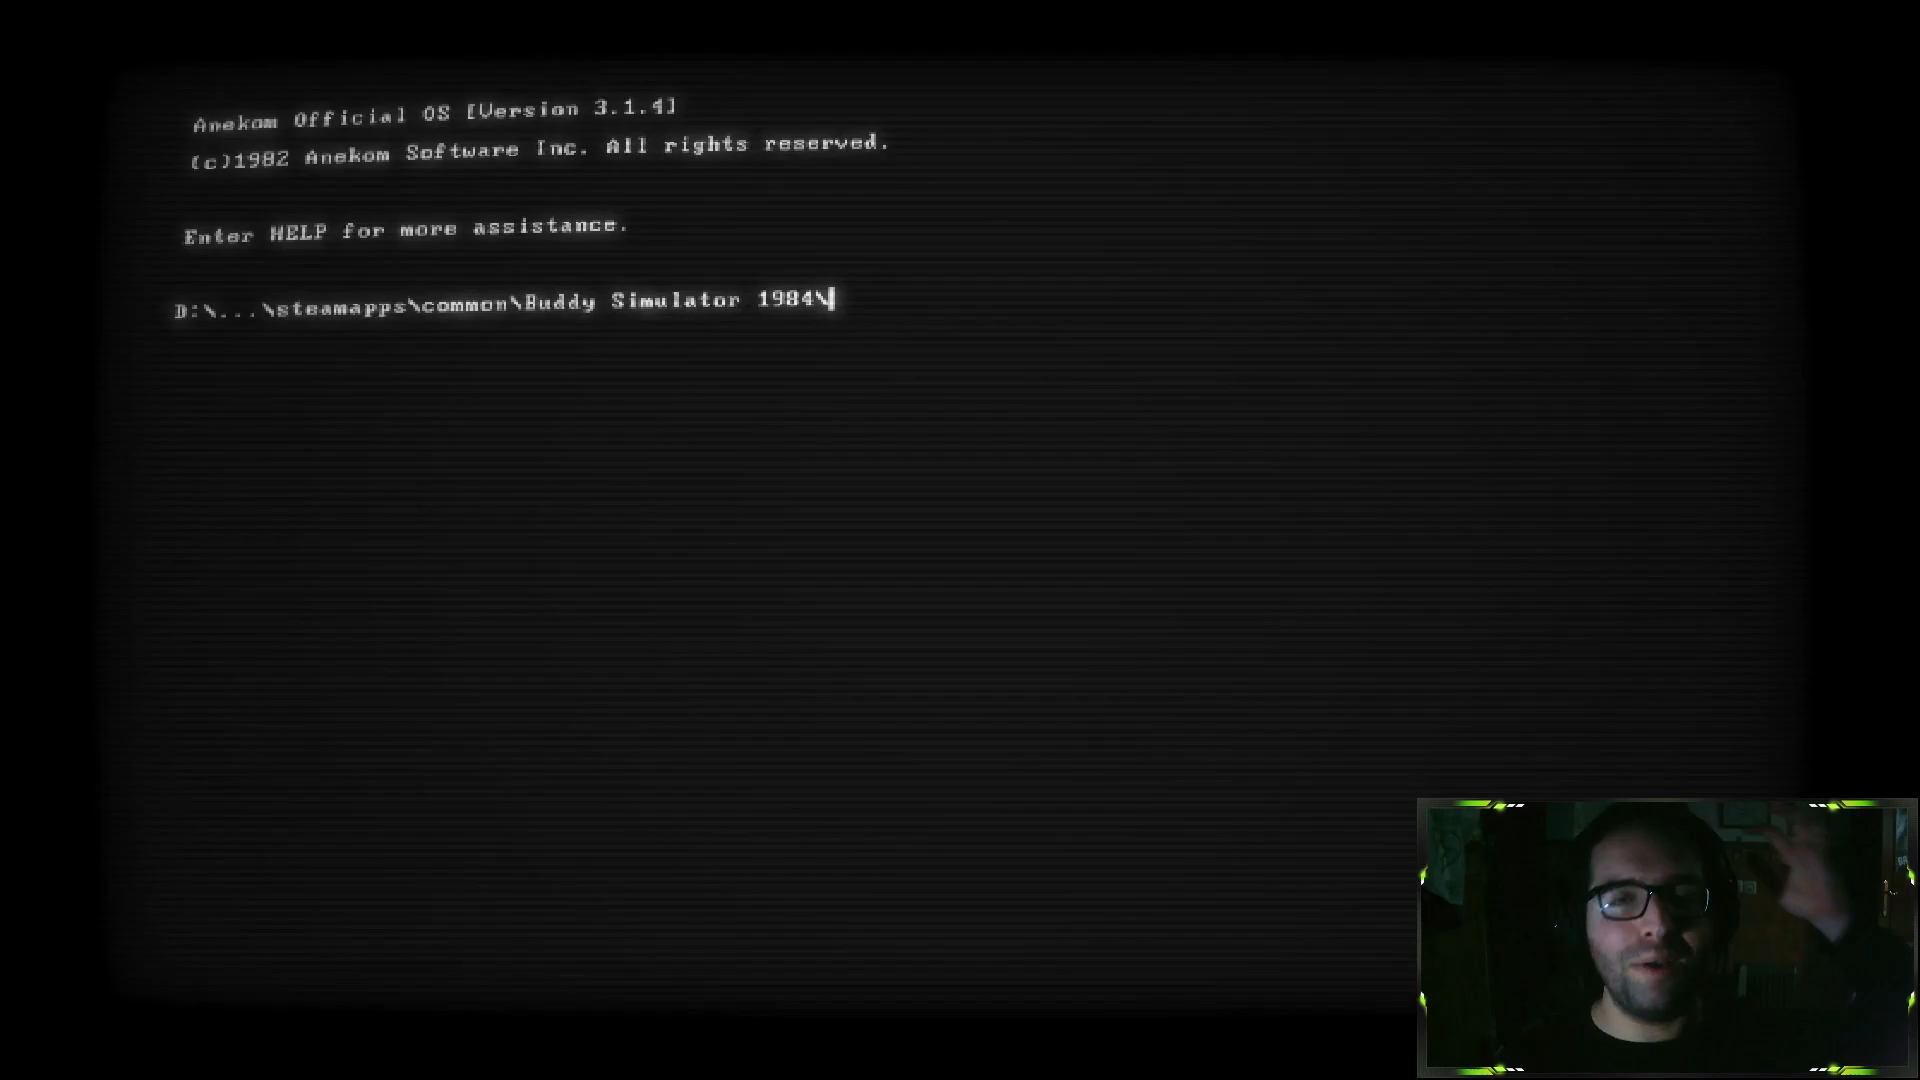 Anekom Official OS [Version 3.1.4]
(c)1982 Anekom Software Inc. All rights reserved.
Enter HELP for more assistance.
D:\...\steamapps\common\Buddy Simulator 1984\